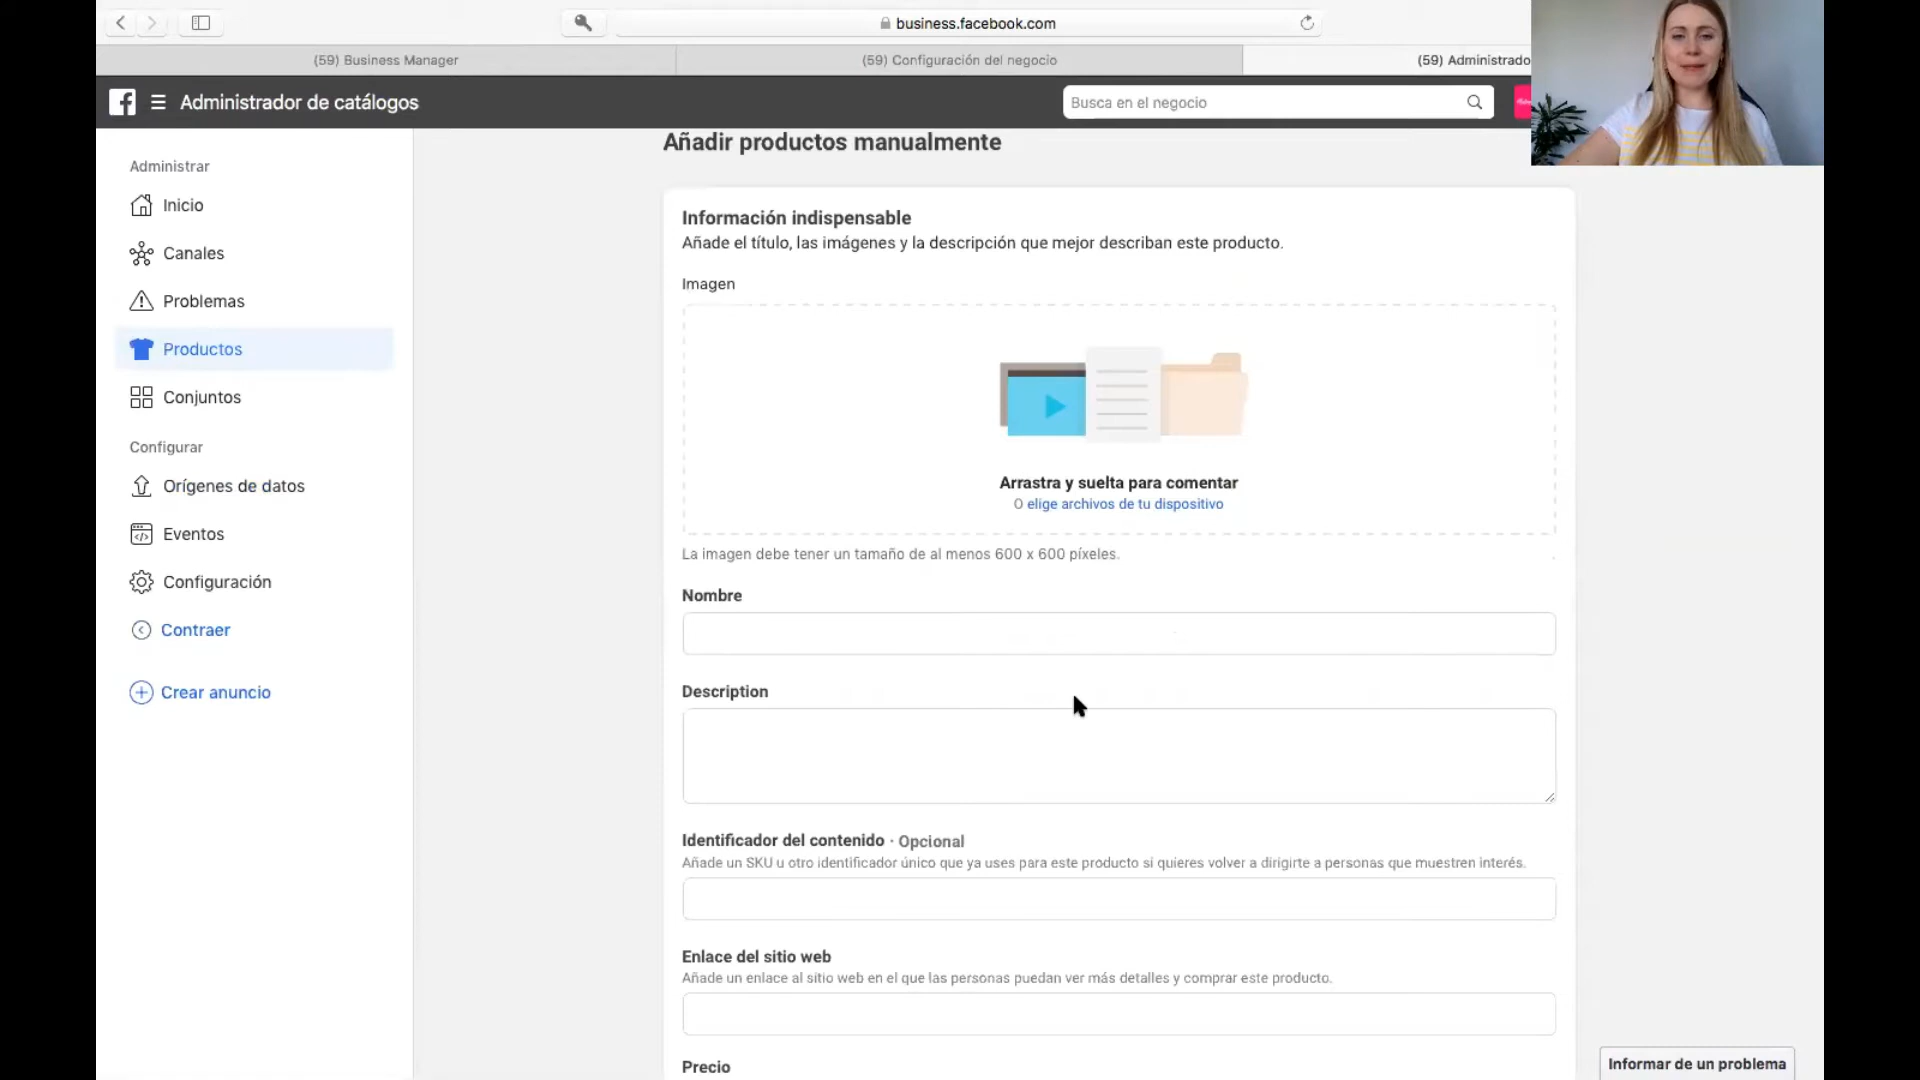 business.facebook.com
(59) Business Manager
(59) Configuración del negocio
(59) Administrado
Administrador de catálogos
Busca en el negocio
Administrar
Inicio
Canales
Problemas
Productos
Conjuntos
Configurar
Orígenes de datos
Eventos
Configuración
Contraer
Crear anuncio
Añadir productos manualmente
Información indispensable
Añade el título, las imágenes y la descripción que mejor describan este producto.
Imagen
Arrastra y suelta para comentar
O elige archivos de tu dispositivo
La imagen debe tener un tamaño de al menos 600 x 600 píxeles.
Nombre
Description
Identificador del contenido · Opcional
Añade un SKU u otro identificador único que ya uses para este producto si quieres volver a dirigirte a personas que muestren interés.
Enlace del sitio web
Añade un enlace al sitio web en el que las personas puedan ver más detalles y comprar este producto.
Precio
Informar de un problema